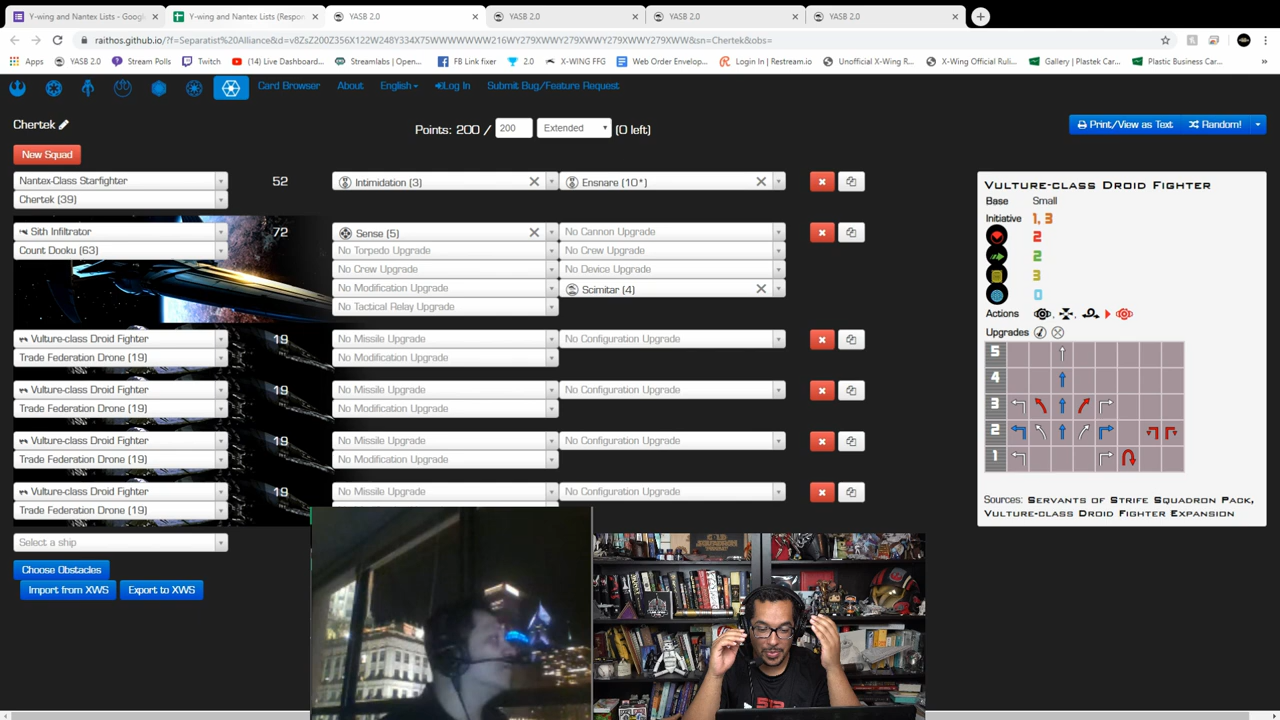 Y-wing and Nantex Lists - Googl
Y-wing and Nantex Lists (Respon
YASB 2.0
YASB 2.0
YASB 2.0
YASB 2.0
raithos.github.io/?f=Separatist%20Alliance&d=v8ZsZ200Z356X122W248Y334X75WWWWWWW216WY279XWWY279XWWY279XWWY279XWW&sn=Chertek&obs=
Apps
YASB 2.0
Stream Polls
Twitch
(14) Live Dashboard...
Streamlabs | Open...
FB Link fixer
2.0
X-WING FFG
Web Order Envelop...
Login In | Restream.io
Unofficial X-Wing R...
X-Wing Official Ruli...
Gallery | Plastek Car...
Plastic Business Car...
Card Browser
About
English
Log In
Submit Bug/Feature Request
Chertek
Points: 200 / 200 Extended (0 left)
Print/View as Text
Random!
New Squad
Nantex-Class Starfighter
52
Intimidation (3)
Ensnare (10*)
Chertek (39)
Sith Infiltrator
72
Sense (5)
No Cannon Upgrade
Count Dooku (63)
No Torpedo Upgrade
No Crew Upgrade
No Crew Upgrade
No Device Upgrade
No Modification Upgrade
Scimitar (4)
No Tactical Relay Upgrade
Vulture-class Droid Fighter
19
No Missile Upgrade
No Configuration Upgrade
Trade Federation Drone (19)
No Modification Upgrade
Vulture-class Droid Fighter
19
No Missile Upgrade
No Configuration Upgrade
Trade Federation Drone (19)
No Modification Upgrade
Vulture-class Droid Fighter
19
No Missile Upgrade
No Configuration Upgrade
Trade Federation Drone (19)
No Modification Upgrade
Vulture-class Droid Fighter
19
No Missile Upgrade
No Configuration Upgrade
Trade Federation Drone (19)
Select a ship
Choose Obstacles
Import from XWS
Export to XWS
Vulture-class Droid Fighter
Base Small
Initiative 1, 3
2
2
3
0
Actions
Upgrades
5
4
3
2
1
Sources: Servants of Strife Squadron Pack,
Vulture-class Droid Fighter Expansion